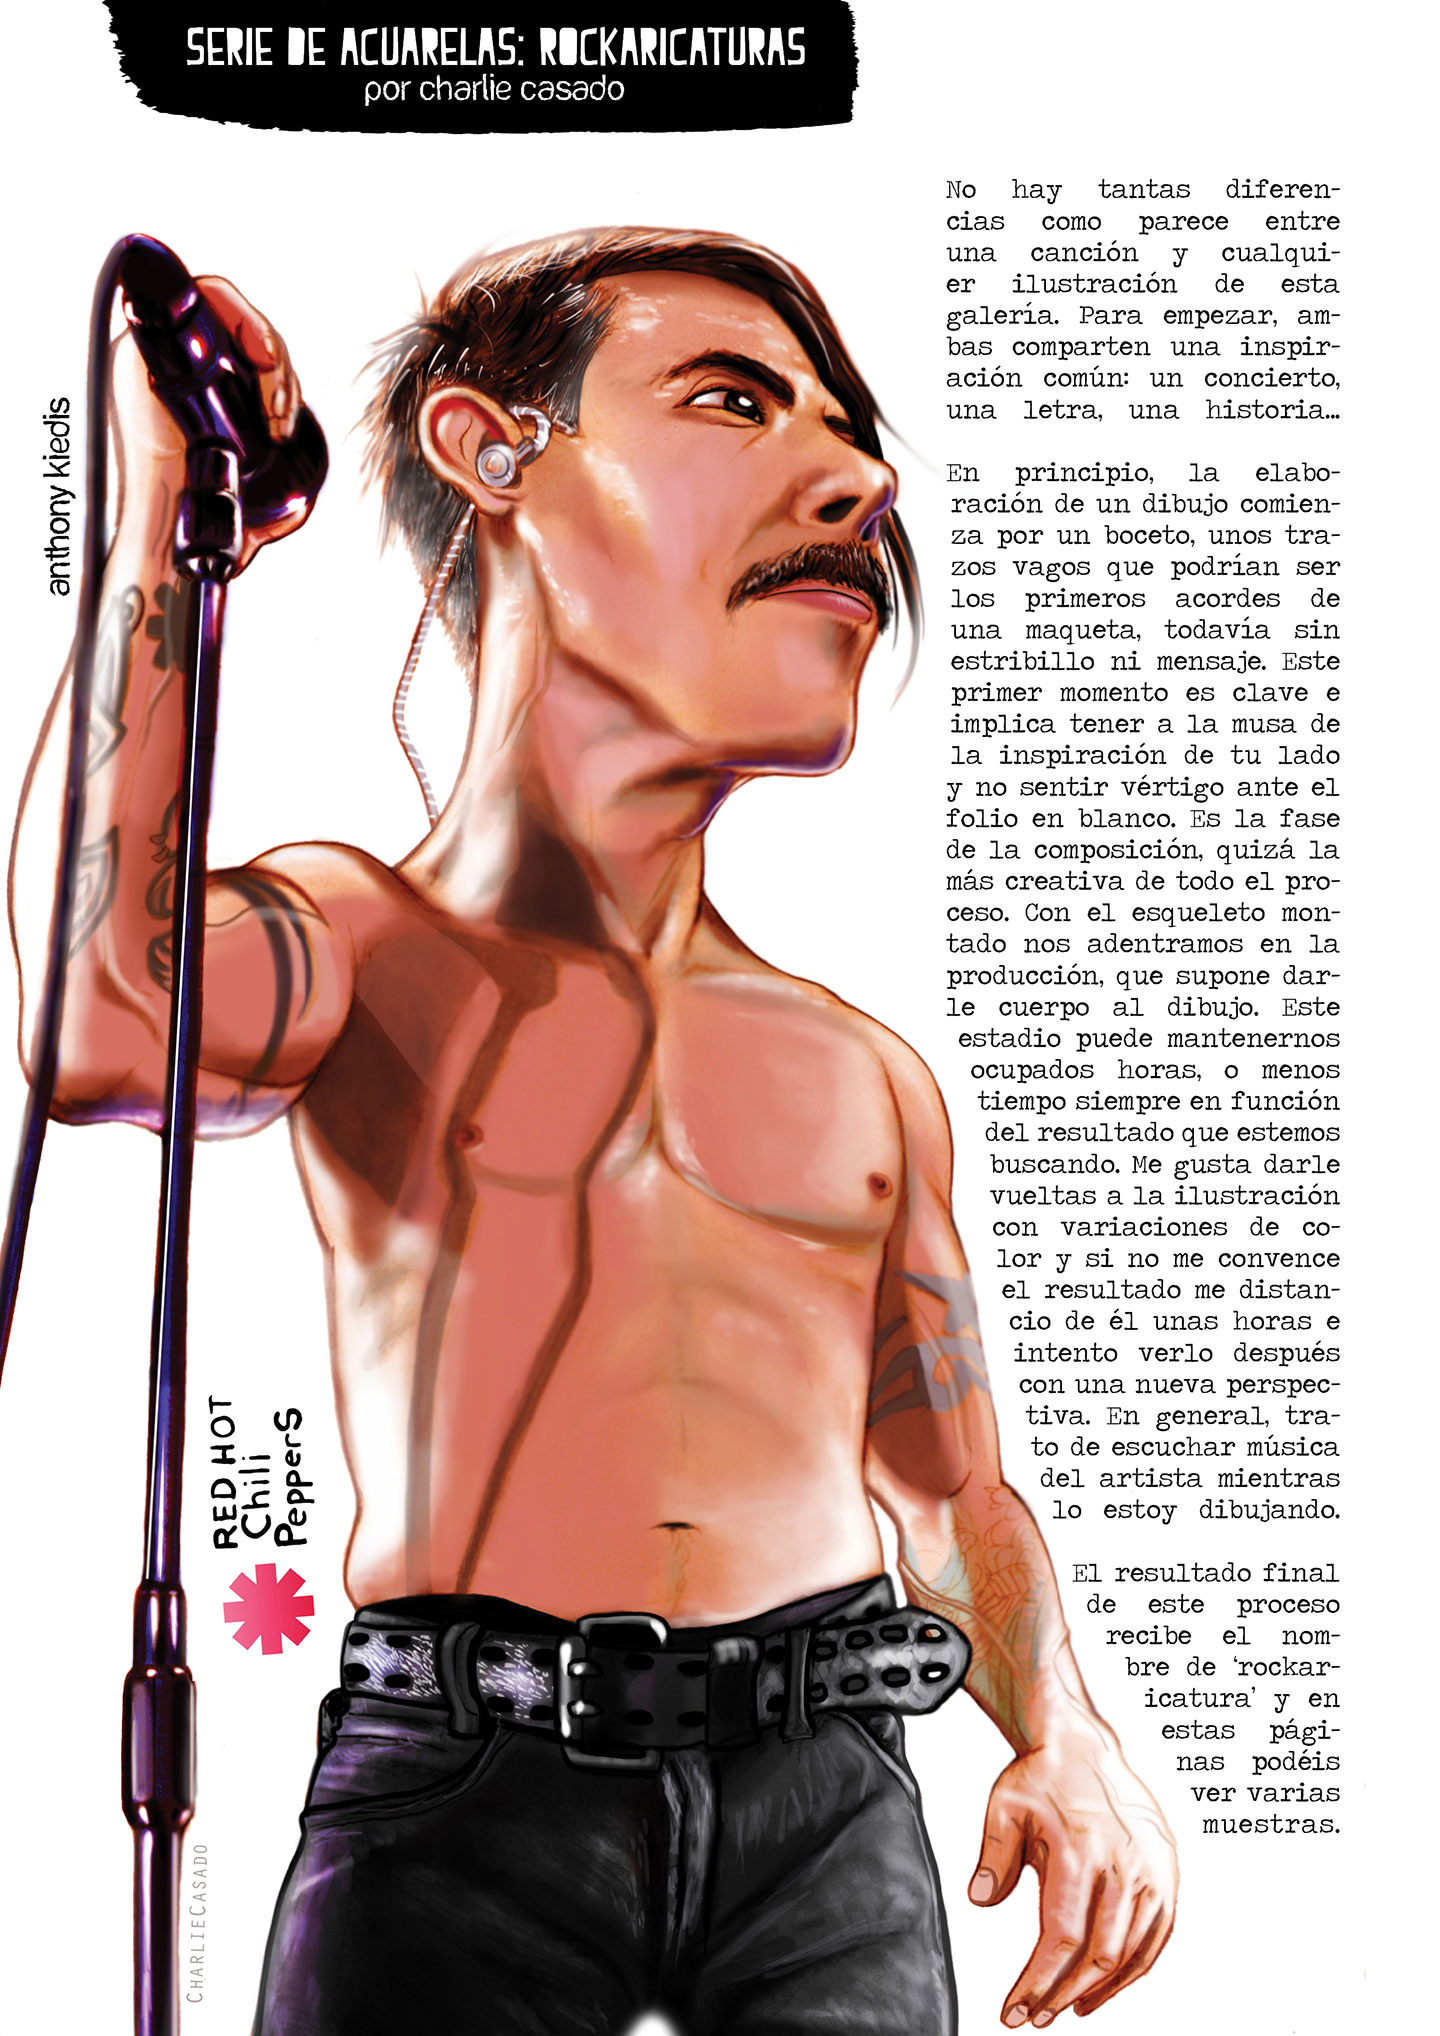 SERIE DE ACUARELAS: ROCKARICATURAS
por charlie casado
anthony kiedis
RED HOT
Chili
PeppeRS
CHARLIECASADO
No hay tantas diferen-
cias como parece entre
una canción y cualqui-
er ilustración de esta
galería. Para empezar, am-
bas comparten una inspir-
ación común: un concierto,
una letra, una historia…
En principio, la elabo-
ración de un dibujo comien-
za por un boceto, unos tra-
zos vagos que podrían ser
los primeros acordes de
una maqueta, todavía sin
estribillo ni mensaje. Este
primer momento es clave e
implica tener a la musa de
la inspiración de tu lado
y no sentir vértigo ante el
folio en blanco. Es la fase
de la composición, quizá la
más creativa de todo el pro-
ceso. Con el esqueleto mon-
tado nos adentramos en la
producción, que supone dar-
le cuerpo al dibujo. Este
estadio puede mantenernos
ocupados horas, o menos
tiempo siempre en función
del resultado que estemos
buscando. Me gusta darle
vueltas a la ilustración
con variaciones de co-
lor y si no me convence
el resultado me distan-
cio de él unas horas e
intento verlo después
con una nueva perspec-
tiva. En general, tra-
to de escuchar música
del artista mientras
lo estoy dibujando.
El resultado final
de este proceso
recibe el nom-
bre de ‘rockar-
icatura’ y en
estas pági-
nas podéis
ver varias
muestras.